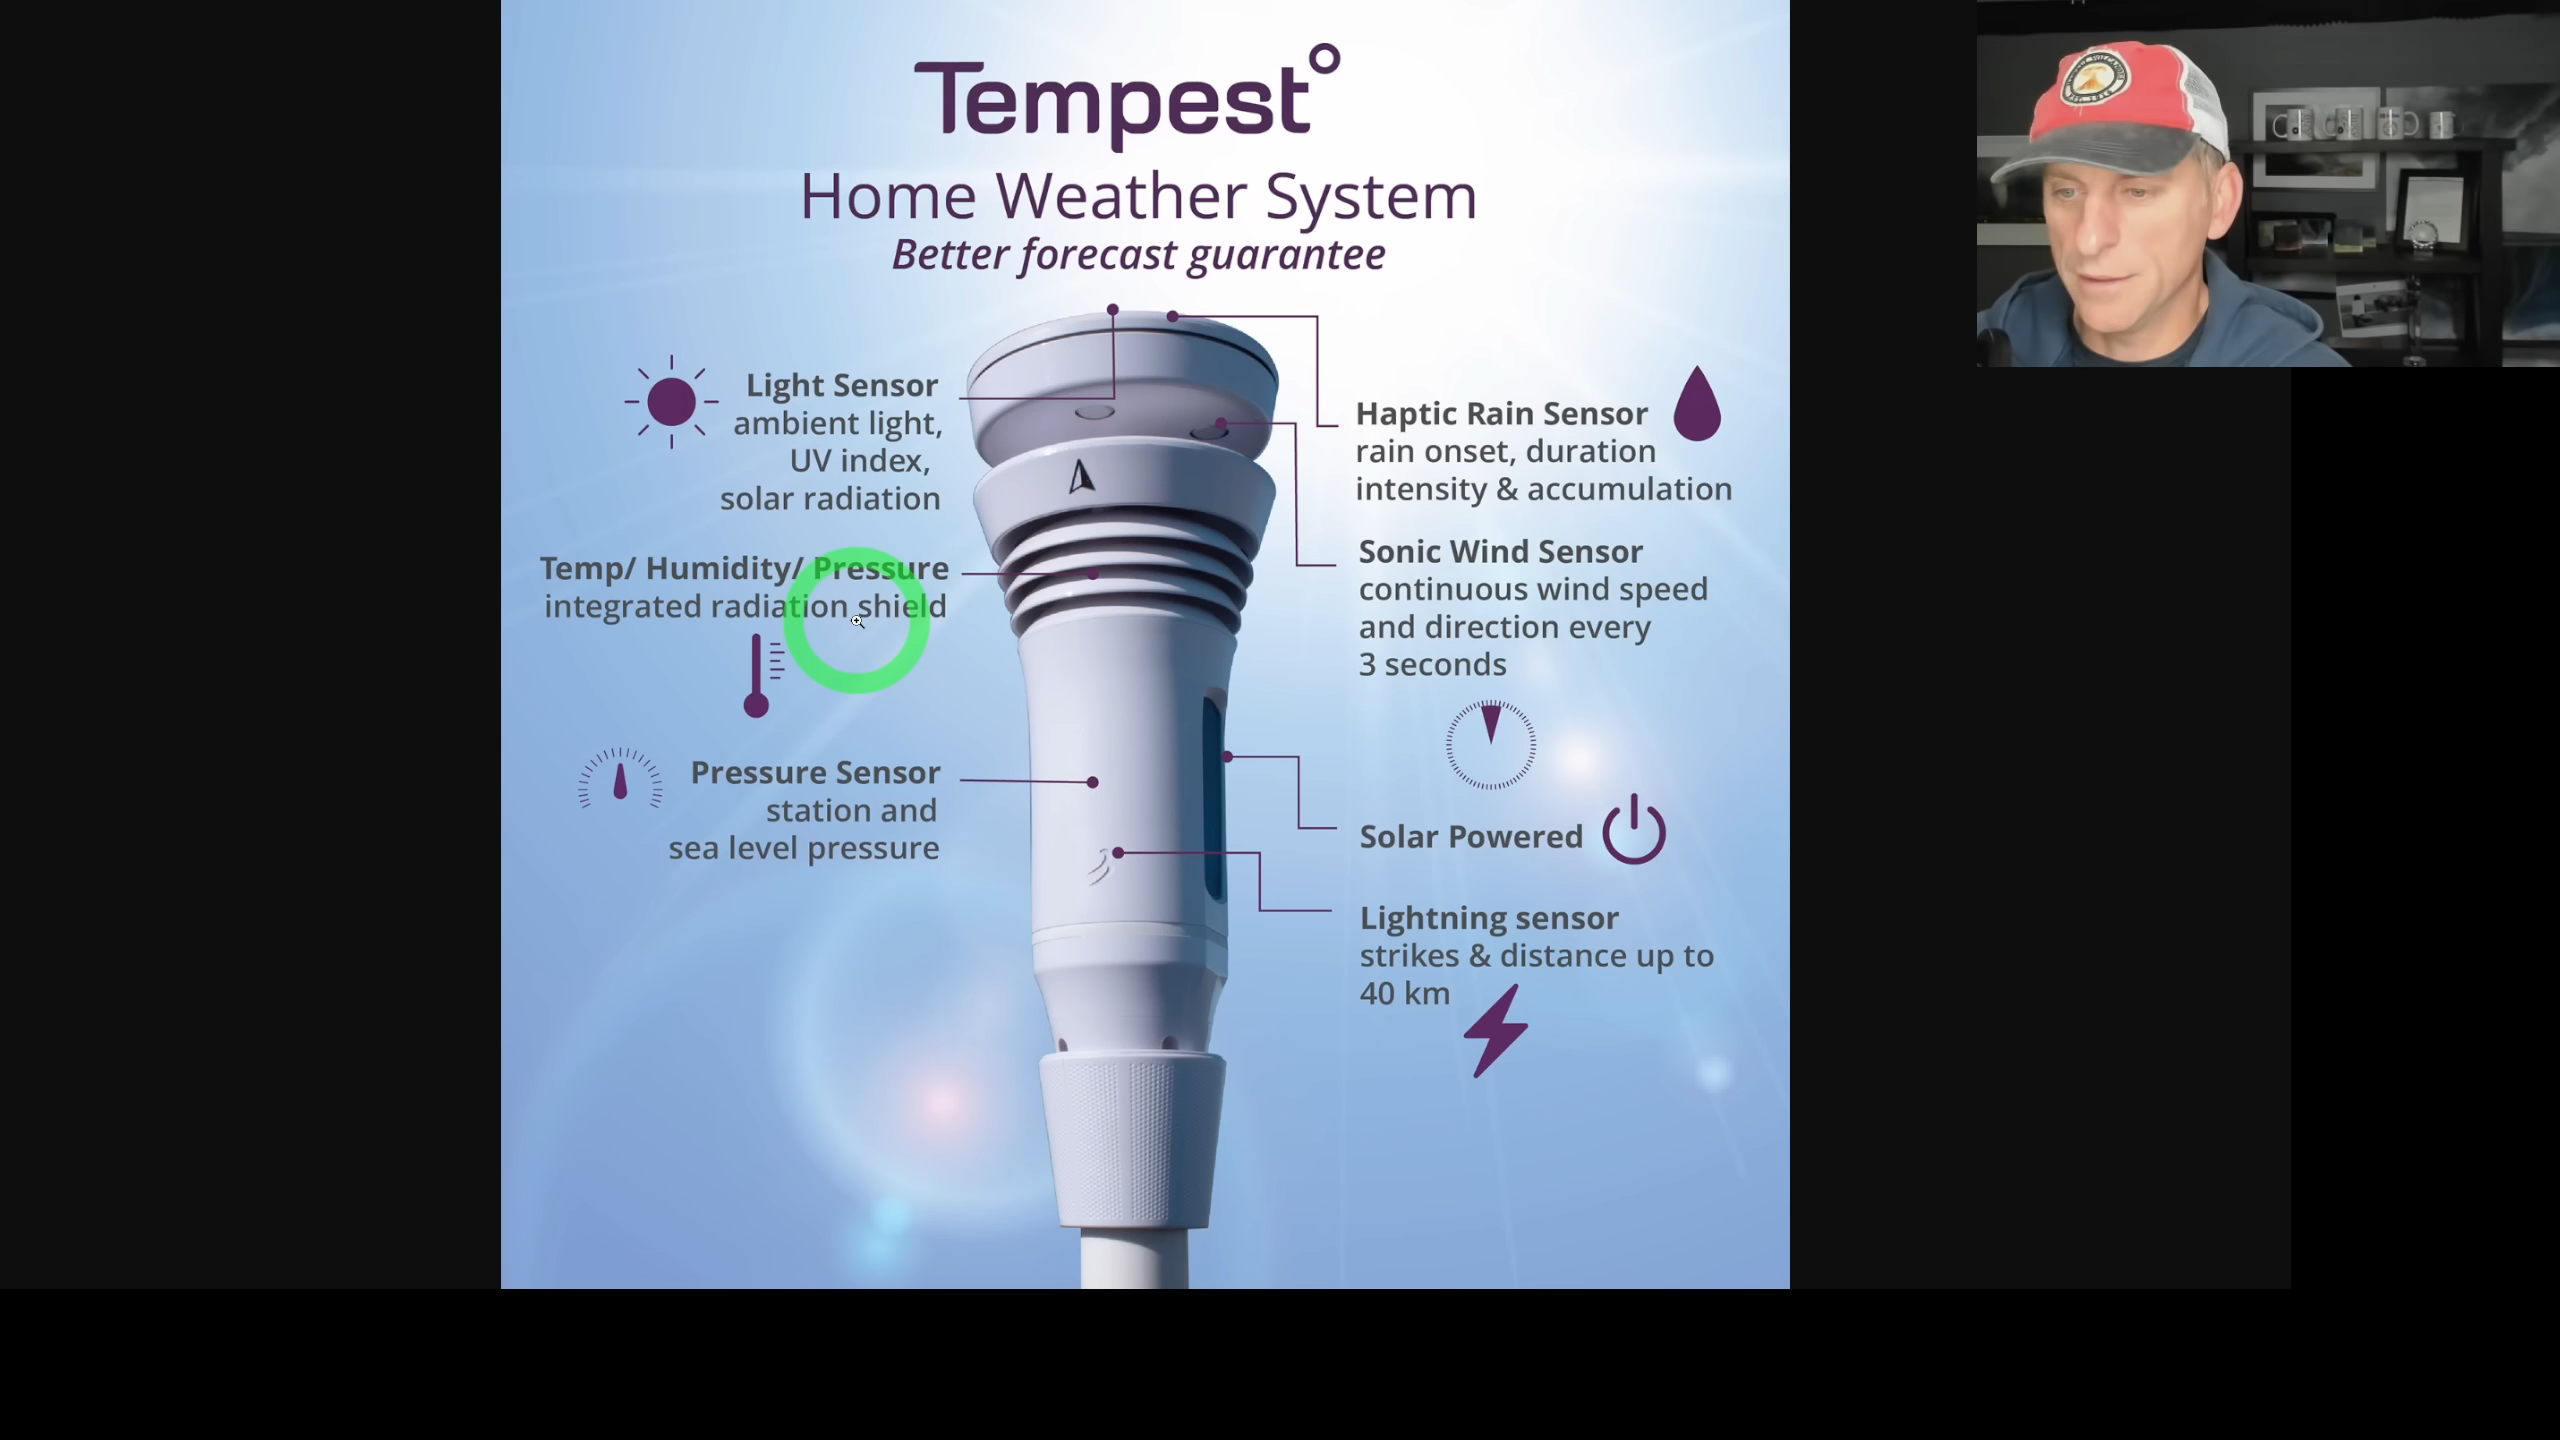 Tempest°
Home Weather System
Better forecast guarantee
Light Sensor
ambient light,
UV index,
solar radiation
Temp/ Humidity/ Pressure
integrated radiation shield
Pressure Sensor
station and
sea level pressure
Haptic Rain Sensor
rain onset, duration
intensity & accumulation
Sonic Wind Sensor
continuous wind speed
and direction every
3 seconds
Solar Powered
Lightning sensor
strikes & distance up to
40 km